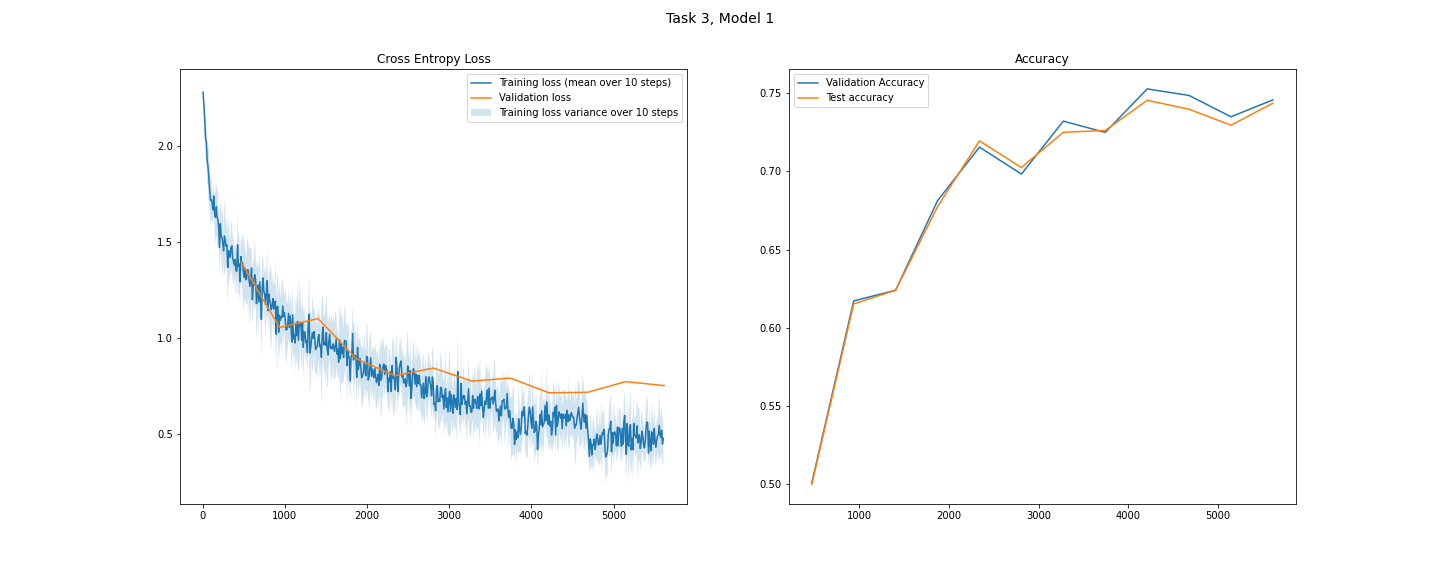 Task 3, Model 1
Cross Entropy Loss
Training loss (mean over 10 steps)
Validation loss
Training loss variance over 10 steps
2.0
1.5
1.0
0.5
0 1000 2000 3000 4000 5000
Accuracy
Validation Accuracy
Test accuracy
0.75
0.70
0.65
0.60
0.55
0.50
1000 2000 3000 4000 5000